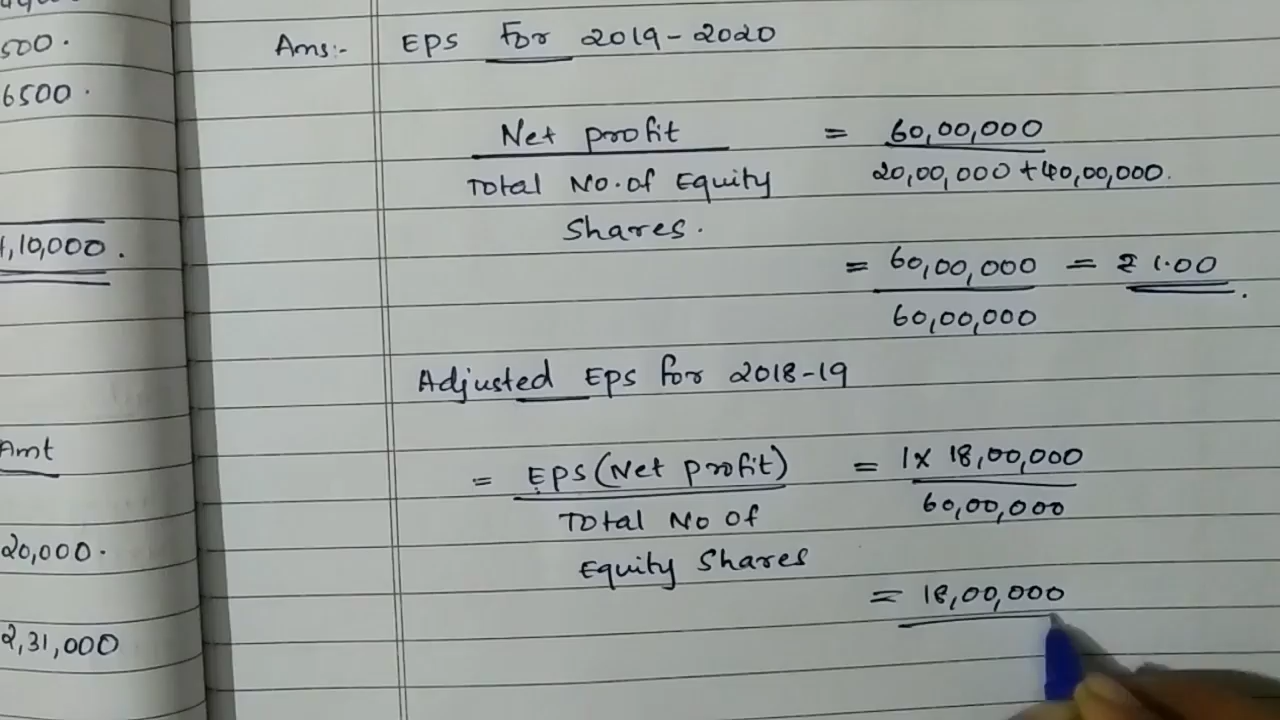 500.
6500.
1,10,000.
Amt
20,000.
2,31,000
Ans:- EPS for 2019-2020
Net profit = 60,00,000
Total No.of Equity 20,00,000+40,00,000.
Shares.
= 60,00,000 = ₹ 1.00.
60,00,000
Adjusted EPS for 2018-19
= EPS (Net profit) = 1 x 18,00,000
Total No Of 60,00,000
Equity Shares
= 18,00,000